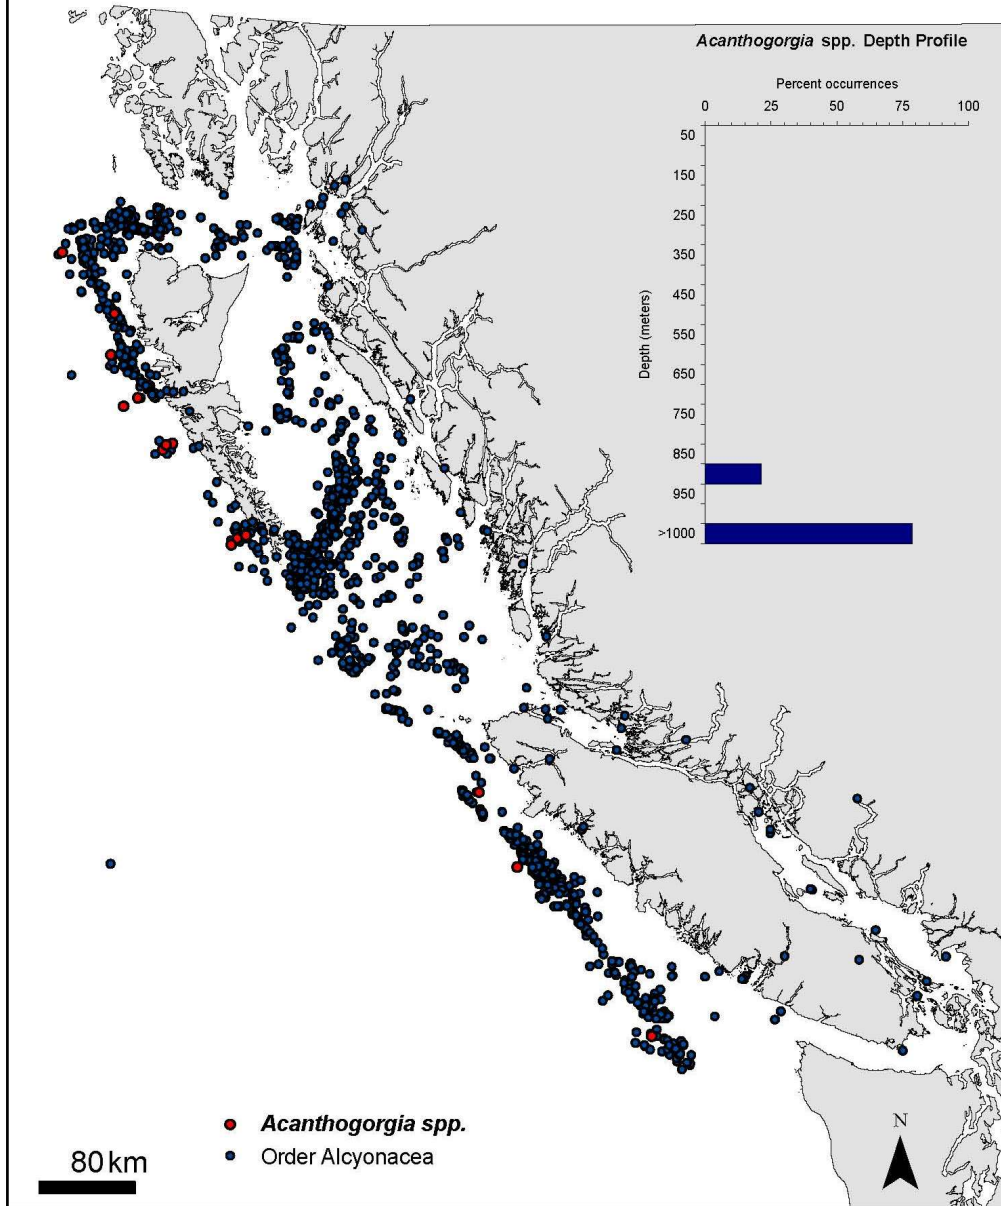 Acanthogorgia spp. Depth Profile
Percent occurrences
0 25 50 75 100
Depth (meters)
50
150
250
350
450
550
650
750
850
950
>1000
Acanthogorgia spp.
Order Alcyonacea
80 km
N